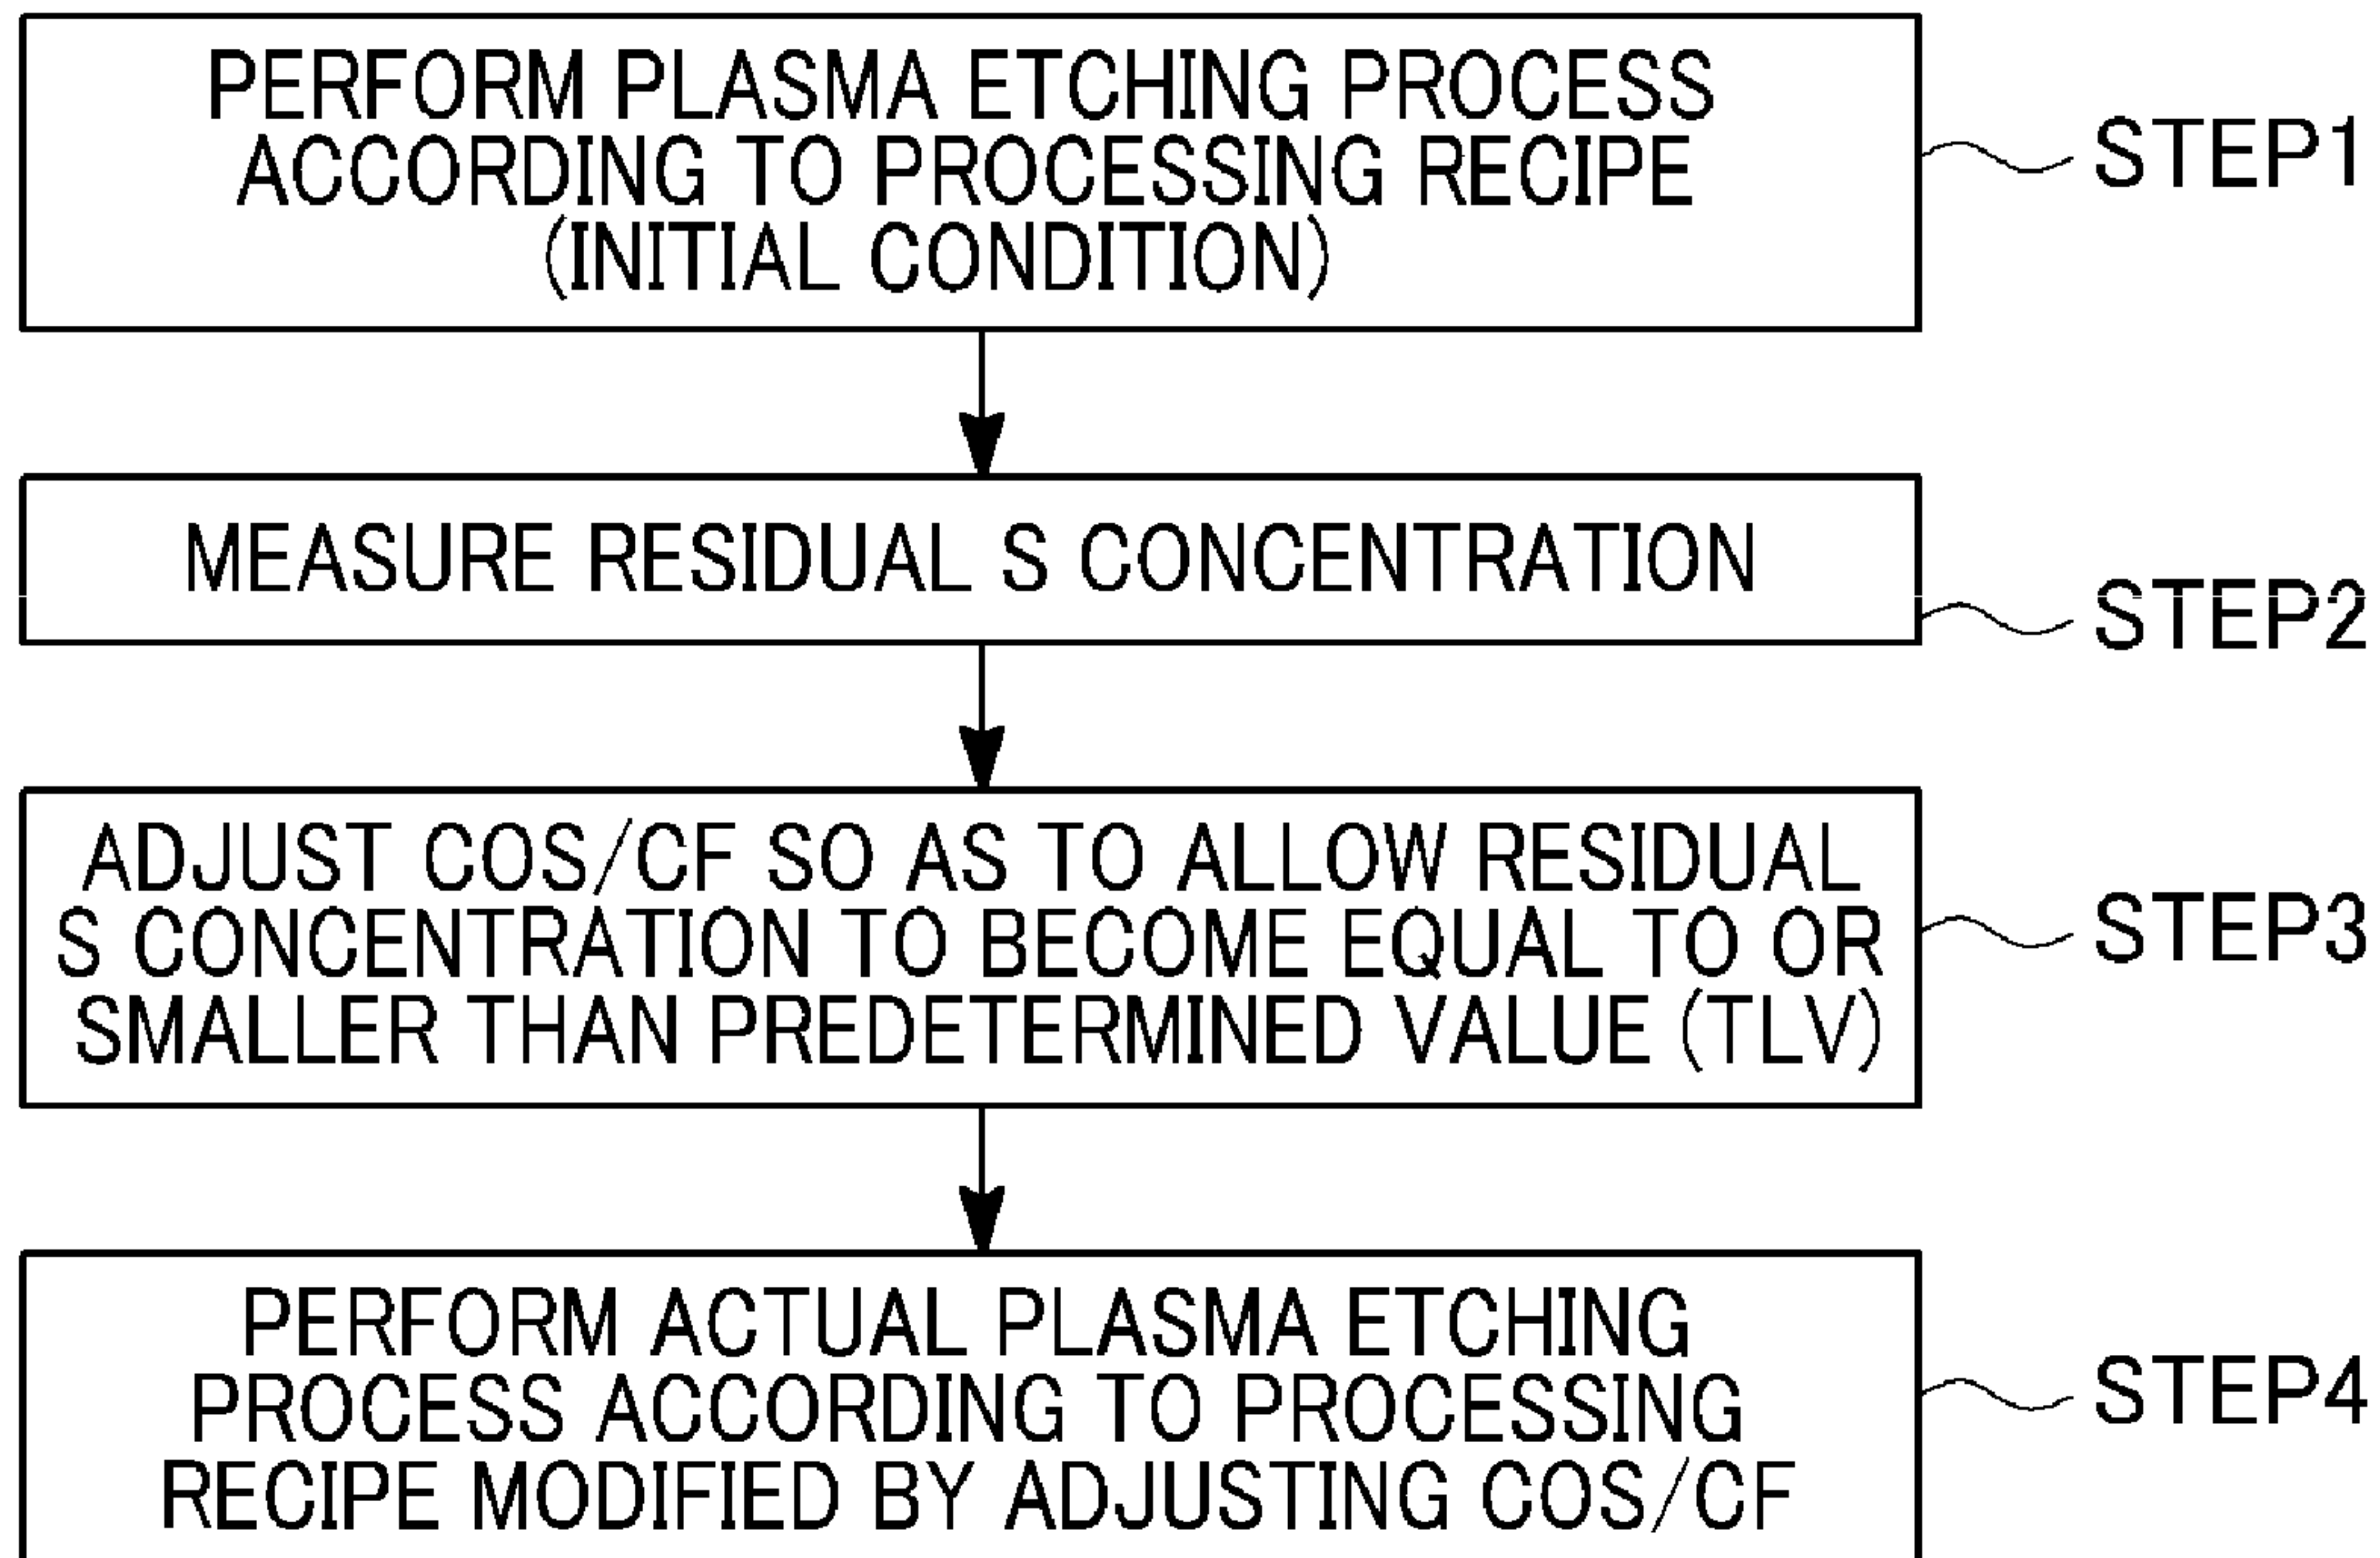 PERFORM PLASMA ETCHING PROCESS
ACCORDING TO PROCESSING RECIPE
(INITIAL CONDITION)
STEP1
MEASURE RESIDUAL S CONCENTRATION
STEP2
ADJUST COS/CF SO AS TO ALLOW RESIDUAL
S CONCENTRATION TO BECOME EQUAL TO OR
SMALLER THAN PREDETERMINED VALUE (TLV)
STEP3
PERFORM ACTUAL PLASMA ETCHING
PROCESS ACCORDING TO PROCESSING
RECIPE MODIFIED BY ADJUSTING COS/CF
STEP4